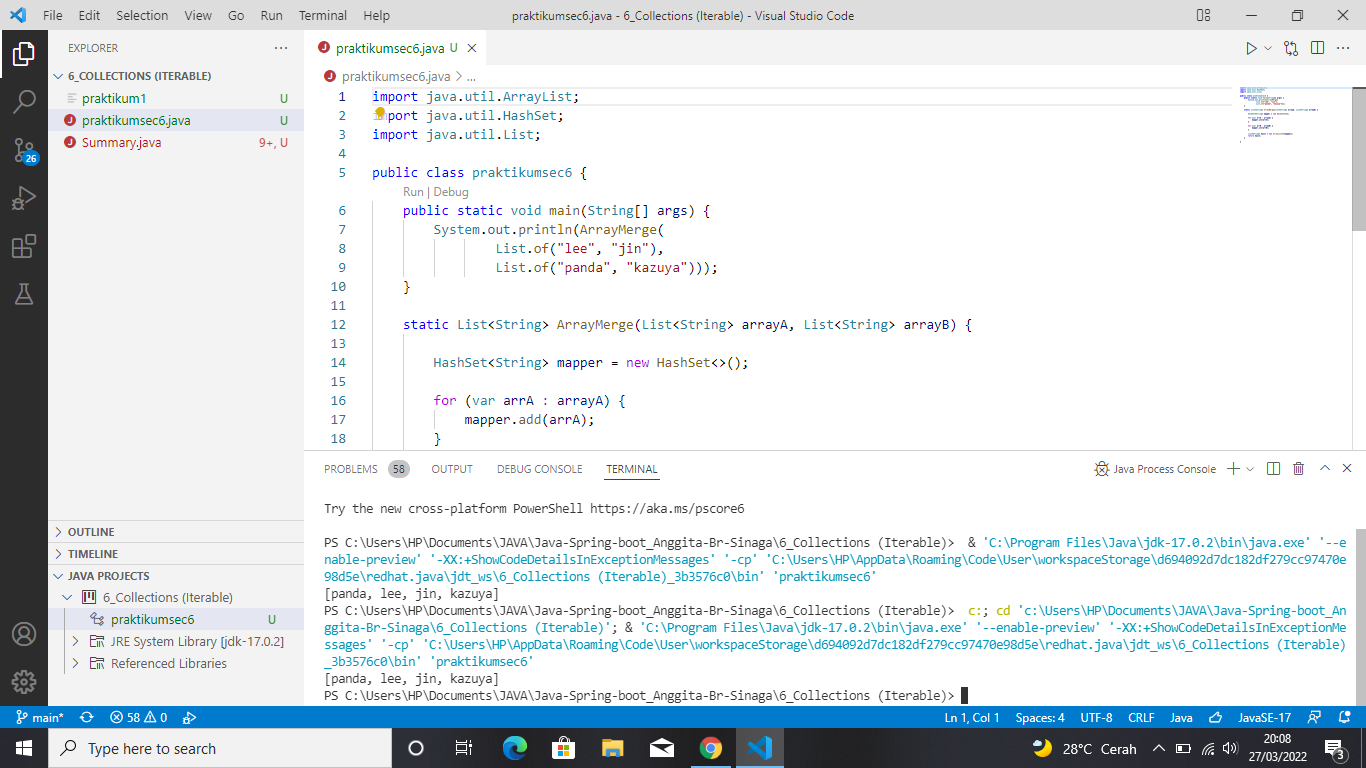 File Edit Selection View Go Run Terminal Help
praktikumsec6.java - 6_Collections (Iterable) - Visual Studio Code
EXPLORER
6_COLLECTIONS (ITERABLE)
praktikum1 U
praktikumsec6.java U
Summary.java 9+, U
26
OUTLINE
TIMELINE
JAVA PROJECTS
6_Collections (Iterable)
praktikumsec6 U
JRE System Library [jdk-17.0.2]
Referenced Libraries
praktikumsec6.java U
praktikumsec6.java > ...
1 import java.util.ArrayList;
2 import java.util.HashSet;
3 import java.util.List;
4
5 public class praktikumsec6 {
Run | Debug
6 public static void main(String[] args) {
7 System.out.println(ArrayMerge(
8 List.of("lee", "jin"),
9 List.of("panda", "kazuya")));
10 }
11
12 static List<String> ArrayMerge(List<String> arrayA, List<String> arrayB) {
13
14 HashSet<String> mapper = new HashSet<>();
15
16 for (var arrA : arrayA) {
17 mapper.add(arrA);
18 }
PROBLEMS 58 OUTPUT DEBUG CONSOLE TERMINAL
Java Process Console
Try the new cross-platform PowerShell https://aka.ms/pscore6
PS C:\Users\HP\Documents\JAVA\Java-Spring-boot_Anggita-Br-Sinaga\6_Collections (Iterable)> & 'C:\Program Files\Java\jdk-17.0.2\bin\java.exe' '--e
nable-preview' '-XX:+ShowCodeDetailsInExceptionMessages' '-cp' 'C:\Users\HP\AppData\Roaming\Code\User\workspaceStorage\d694092d7dc182df279cc97470e
98d5e\redhat.java\jdt_ws\6_Collections (Iterable)_3b3576c0\bin' 'praktikumsec6'
[panda, lee, jin, kazuya]
PS C:\Users\HP\Documents\JAVA\Java-Spring-boot_Anggita-Br-Sinaga\6_Collections (Iterable)> c:; cd 'c:\Users\HP\Documents\JAVA\Java-Spring-boot_An
ggita-Br-Sinaga\6_Collections (Iterable)'; & 'C:\Program Files\Java\jdk-17.0.2\bin\java.exe' '--enable-preview' '-XX:+ShowCodeDetailsInExceptionMe
ssages' '-cp' 'C:\Users\HP\AppData\Roaming\Code\User\workspaceStorage\d694092d7dc182df279cc97470e98d5e\redhat.java\jdt_ws\6_Collections (Iterable)
_3b3576c0\bin' 'praktikumsec6'
[panda, lee, jin, kazuya]
PS C:\Users\HP\Documents\JAVA\Java-Spring-boot_Anggita-Br-Sinaga\6_Collections (Iterable)>
main* 58 0
Ln 1, Col 1 Spaces: 4 UTF-8 CRLF Java JavaSE-17
Type here to search
28°C Cerah
20:08
27/03/2022
3